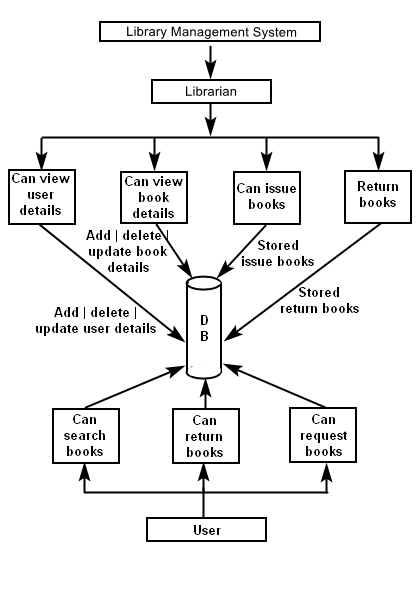 Library Management System
Librarian
Can view
user
details
Can view
book
details
Can issue
books
Return
books
Add | delete |
update book
details
Stored
issue books
Add | delete |
update user details
Stored
return books
D
B
Can
search
books
Can
return
books
Can
request
books
User